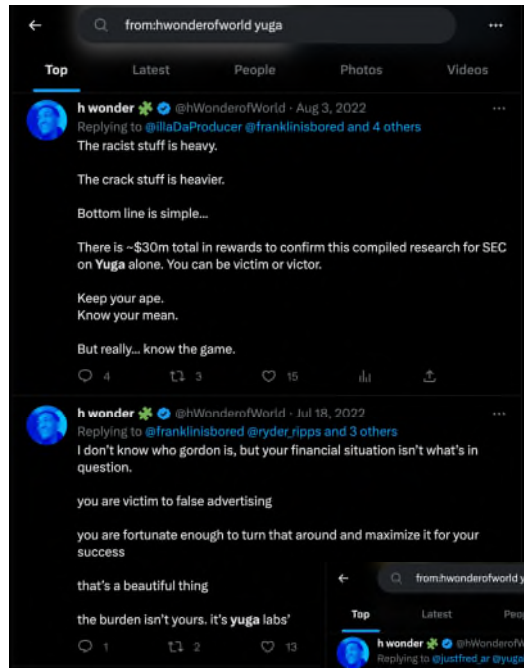 from:hwonderofworld yuga
Top Latest People Photos Videos
h wonder @hWonderofWorld · Aug 3, 2022
Replying to @illaDaProducer @franklinisbored and 4 others
The racist stuff is heavy.
The crack stuff is heavier.
Bottom line is simple...
There is ~$30m total in rewards to confirm this compiled research for SEC
on Yuga alone. You can be victim or victor.
Keep your ape.
Know your mean.
But really... know the game.
4 3 15
h wonder @hWonderofWorld · Jul 18, 2022
Replying to @franklinisbored @ryder_ripps and 3 others
I don't know who gordon is, but your financial situation isn't what's in
question.
you are victim to false advertising
you are fortunate enough to turn that around and maximize it for your
success
that's a beautiful thing
the burden isn't yours. it's yuga labs'
1 2 13
from:hwonderofworld y
Top Latest Peo
h wonder @hWonderofW
Replying to @justfred_ar @yuga